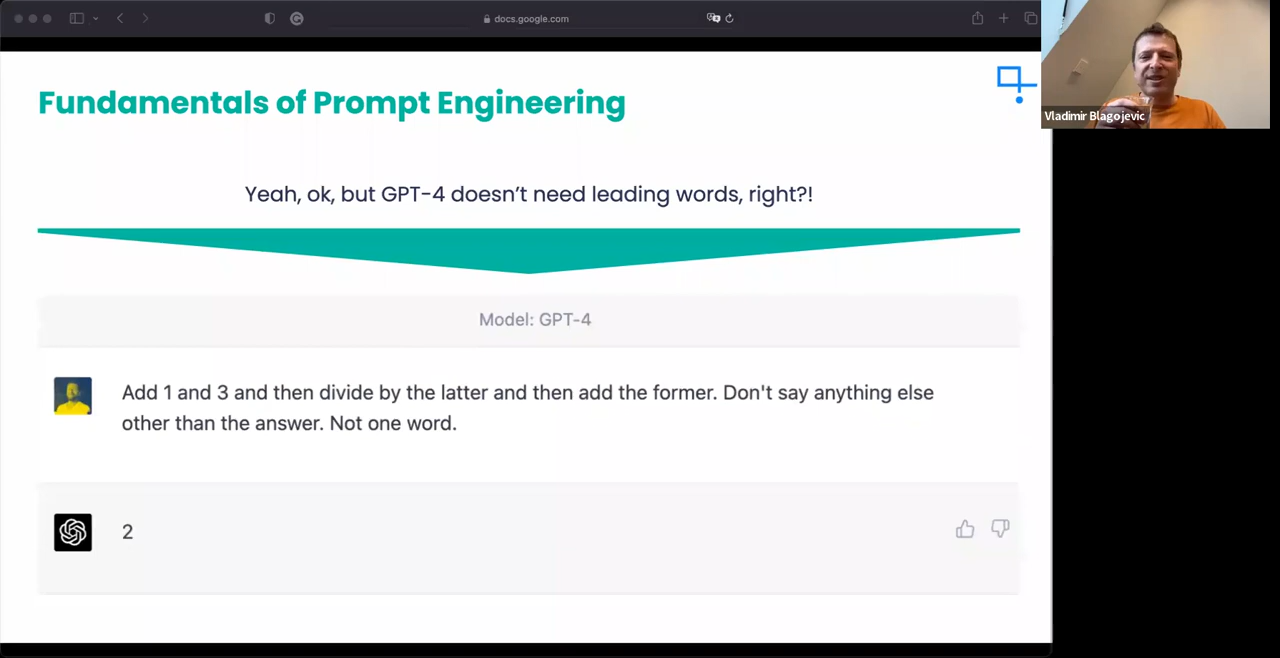 docs.google.com
Fundamentals of Prompt Engineering
Vladimir Blagojevic
Yeah, ok, but GPT-4 doesn’t need leading words, right?!
Model: GPT-4
Add 1 and 3 and then divide by the latter and then add the former. Don't say anything else
other than the answer. Not one word.
2